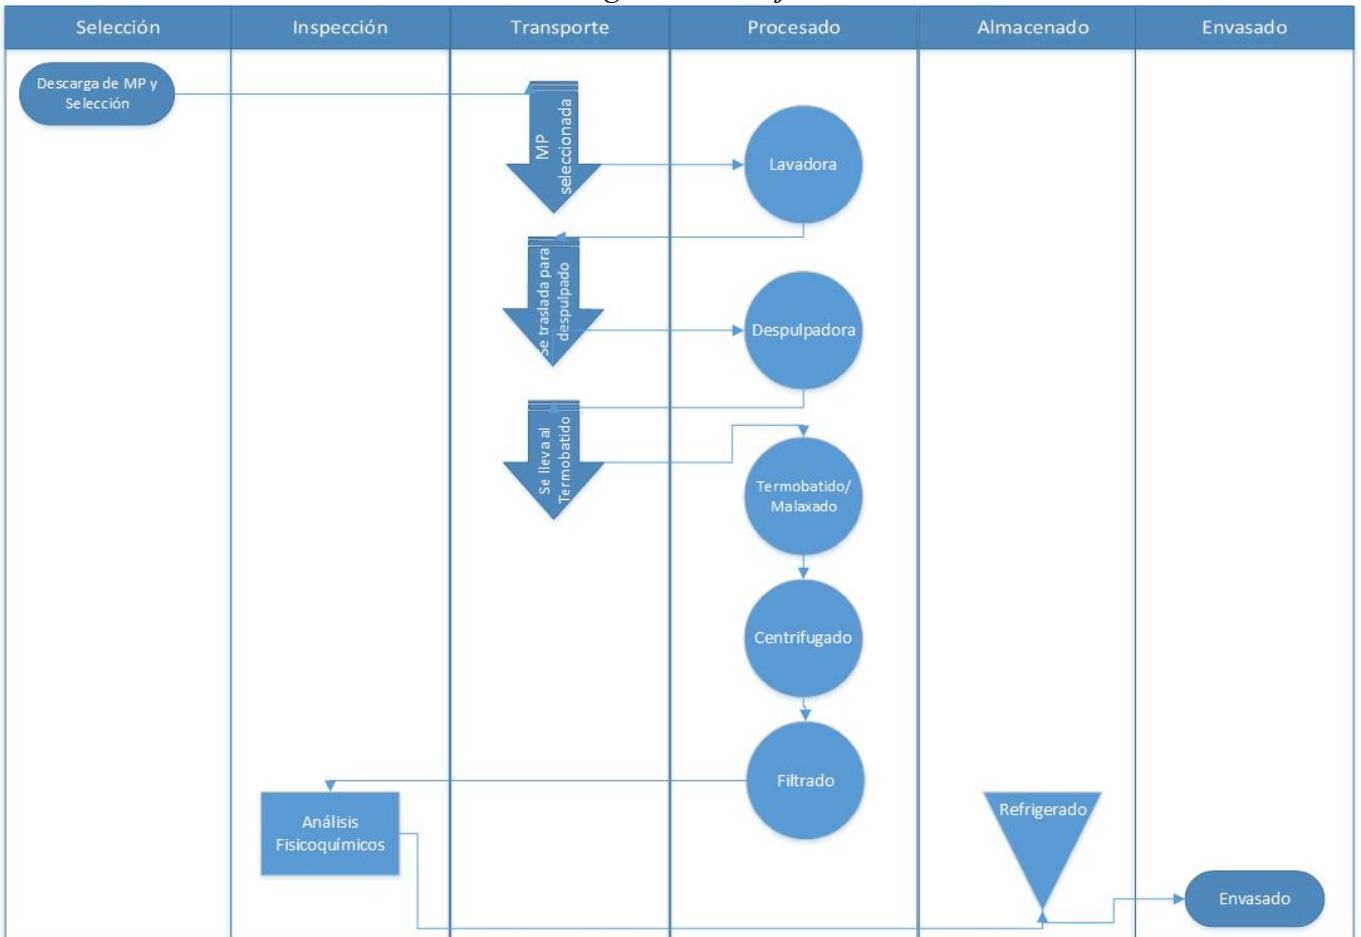 Selección
Inspección
Transporte
Procesado
Almacenado
Envasado
Descarga de MP y
Selección
MP
seleccionada
Lavadora
Se traslada para
despulpado
Despulpadora
Se lleva al
Termobatido
Termobatido/
Malaxado
Centrifugado
Filtrado
Análisis
Fisicoquímicos
Refrigerado
Envasado